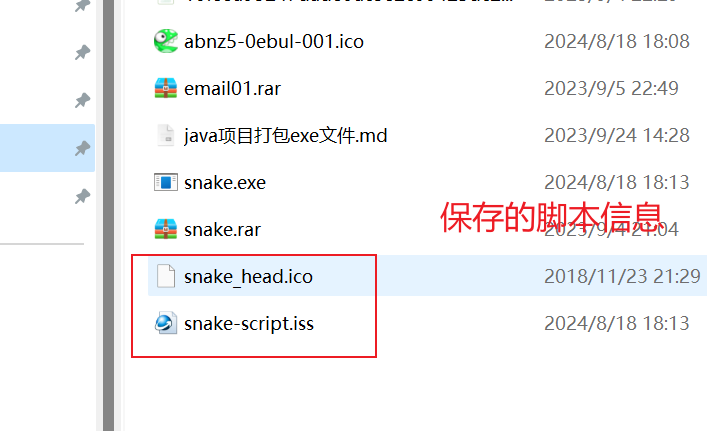 abnz5-0ebul-001.ico 2024/8/18 18:08
email01.rar 2023/9/5 22:49
java项目打包exe文件.md 2023/9/24 14:28
snake.exe 2024/8/18 18:13
保存的脚本信息
snake.rar 2023/9/4 21:04
snake_head.ico 2018/11/23 21:29
snake-script.iss 2024/8/18 18:13